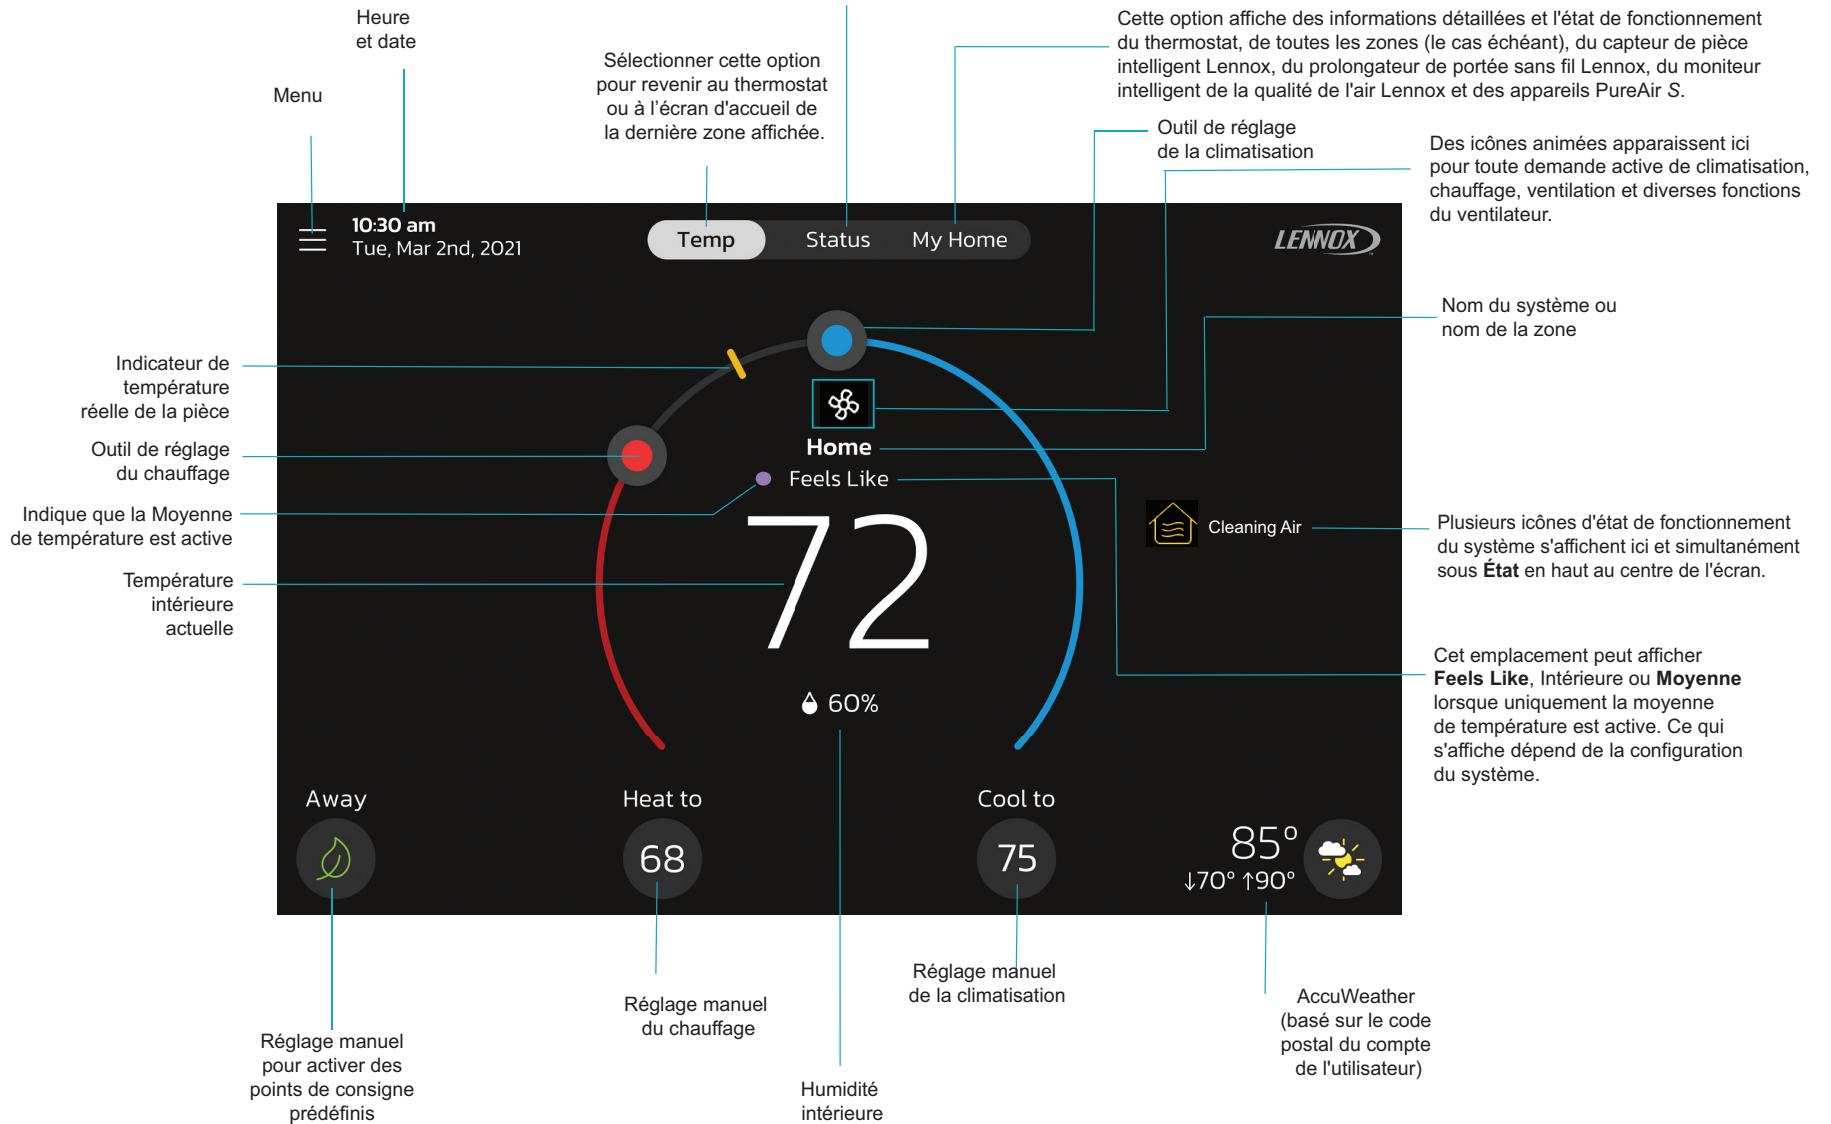 Heure
et date
Menu
Sélectionner cette option
pour revenir au thermostat
ou à l’écran d'accueil de
la dernière zone affichée.
Cette option affiche des informations détaillées et l'état de fonctionnement
du thermostat, de toutes les zones (le cas échéant), du capteur de pièce
intelligent Lennox, du prolongateur de portée sans fil Lennox, du moniteur
intelligent de la qualité de l'air Lennox et des appareils PureAir S.
Outil de réglage
de la climatisation
Des icônes animées apparaissent ici
pour toute demande active de climatisation,
chauffage, ventilation et diverses fonctions
du ventilateur.
10:30 am
Tue, Mar 2nd, 2021
Temp
Status
My Home
LENNOX
Nom du système ou
nom de la zone
Indicateur de
température
réelle de la pièce
Outil de réglage
du chauffage
Indique que la Moyenne
de température est active
Température
intérieure
actuelle
Home
Feels Like
72
60%
Cleaning Air
Plusieurs icônes d'état de fonctionnement
du système s'affichent ici et simultanément
sous État en haut au centre de l'écran.
Cet emplacement peut afficher
Feels Like, Intérieure ou Moyenne
lorsque uniquement la moyenne
de température est active. Ce qui
s'affiche dépend de la configuration
du système.
Away
Heat to
68
Cool to
75
85°
↓70° ↑90°
Réglage manuel
pour activer des
points de consigne
prédéfinis
Réglage manuel
du chauffage
Humidité
intérieure
Réglage manuel
de la climatisation
AccuWeather
(basé sur le code
postal du compte
de l'utilisateur)